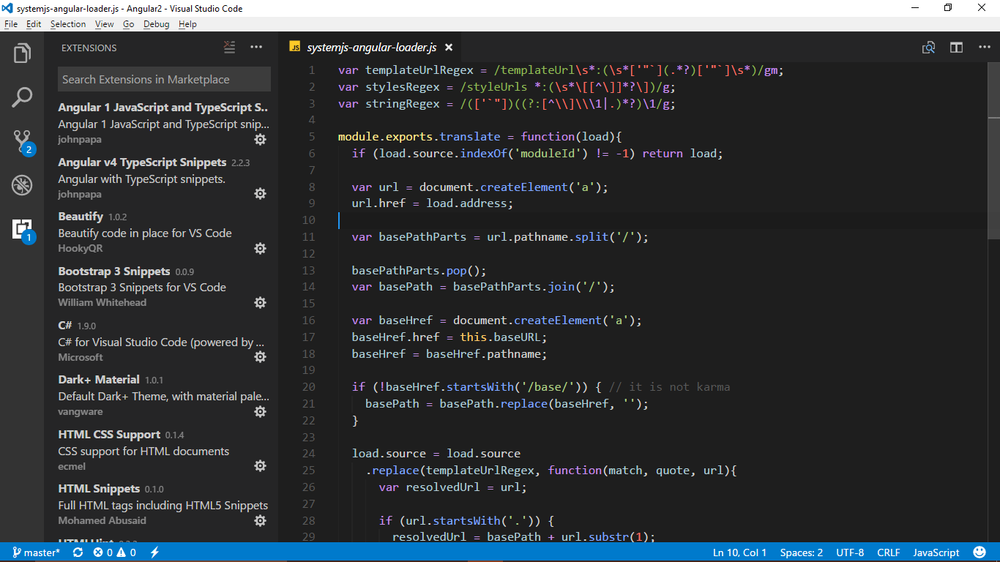 systemjs-angular-loader.js - Angular2 - Visual Studio Code
File Edit Selection View Go Debug Help
EXTENSIONS
Search Extensions in Marketplace
Angular 1 JavaScript and TypeScript S..
Angular 1 JavaScript and TypeScript snip...
johnpapa
Angular v4 TypeScript Snippets 2.2.3
Angular with TypeScript snippets.
johnpapa
Beautify 1.0.2
Beautify code in place for VS Code
HookyQR
Bootstrap 3 Snippets 0.0.9
Bootstrap 3 Snippets for VS Code
William Whitehead
C# 1.9.0
C# for Visual Studio Code (powered by ...
Microsoft
Dark+ Material 1.0.1
Default Dark+ Theme, with material pale...
vangware
HTML CSS Support 0.1.4
CSS support for HTML documents
ecmel
HTML Snippets 0.1.0
Full HTML tags including HTML5 Snippets
Mohamed Abusaid
2
1
JS systemjs-angular-loader.js
1 var templateUrlRegex = /templateUrl\s*:(\s*['"`](.*?)['"`]\s*)/gm;
2 var stylesRegex = /styleUrls *:(\s*\[[^\]]*?\])/g;
3 var stringRegex = /(['`"])((?:[^\\]\\\1|.)*?)\1/g;
4
5 module.exports.translate = function(load){
6 if (load.source.indexOf('moduleId') != -1) return load;
7
8 var url = document.createElement('a');
9 url.href = load.address;
10
11 var basePathParts = url.pathname.split('/');
12
13 basePathParts.pop();
14 var basePath = basePathParts.join('/');
15
16 var baseHref = document.createElement('a');
17 baseHref.href = this.baseURL;
18 baseHref = baseHref.pathname;
19
20 if (!baseHref.startsWith('/base/')) { // it is not karma
21 basePath = basePath.replace(baseHref, '');
22 }
23
24 load.source = load.source
25 .replace(templateUrlRegex, function(match, quote, url){
26 var resolvedUrl = url;
27
28 if (url.startsWith('.')) {
29 resolvedUrl = basePath + url.substr(1);
master* 0 0 Ln 10, Col 1 Spaces: 2 UTF-8 CRLF JavaScript